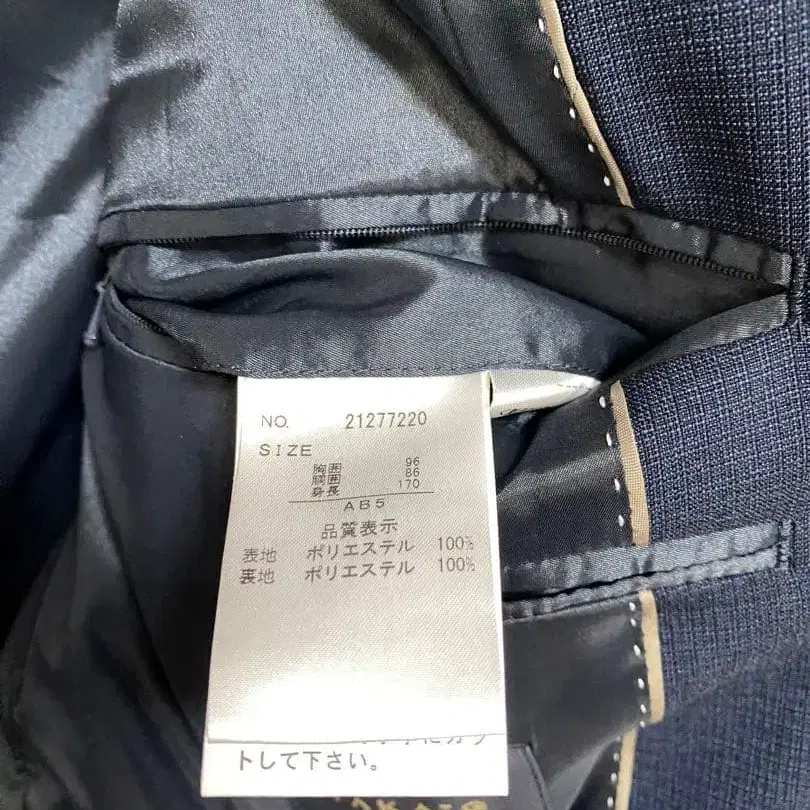 NO. 21277220
SIZE
胸囲 96
胴囲 86
身長 170
AB5
品質表示
表地 ポリエステル 100%
裏地 ポリエステル 100%
トして下さい。